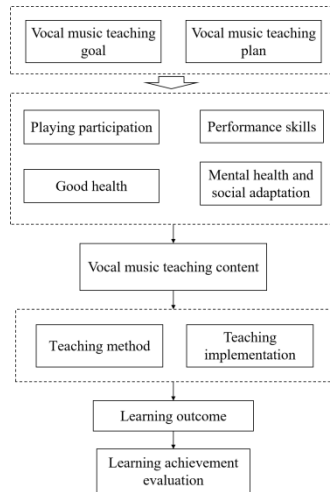 Vocal music teaching
goal
Vocal music teaching
plan
Playing participation
Performance skills
Good health
Mental health and
social adaptation
Vocal music teaching content
Teaching method
Teaching
implementation
Learning outcome
Learning achievement
evaluation